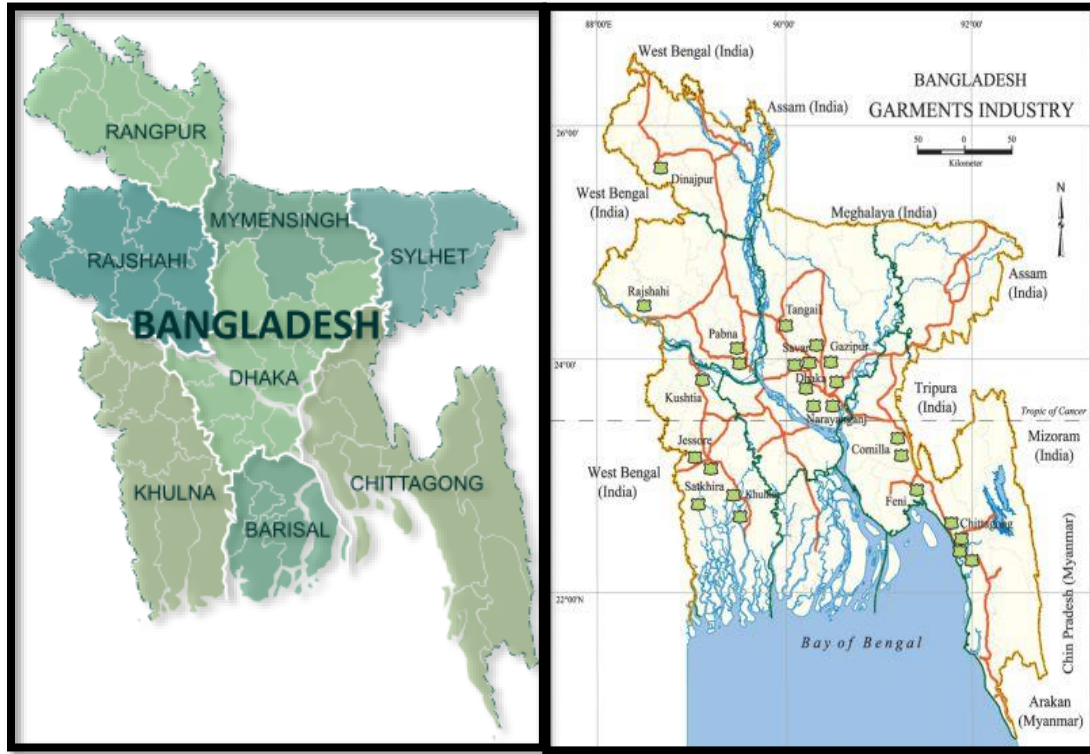 RANGPUR
MYMENSINGH
SYLHET
RAJSHAHI
BANGLADESH
DHAKA
KHULNA
CHITTAGONG
BARISAL
88°00'E
90°00'
92°00'
West Bengal (India)
BANGLADESH
GARMENTS INDUSTRY
Assam (India)
26°00'
50
0
50
Kilometer
Dinajpur
N
West Bengal
(India)
Meghalaya (India)
Assam
(India)
Rajshahi
Tangail
Pabna
Savar
Gazipur
24°00'
Dhaka
Kushtia
Tripura
(India)
Narayanganj
Tropic of Cancer
Jessore
Comilla
Mizoram
(India)
West Bengal
(India)
Satkhira
Khulna
Feni
Chittagong
22°00'N
Chin Pradesh (Myanmar)
Bay of Bengal
Arakan
(Myanmar)